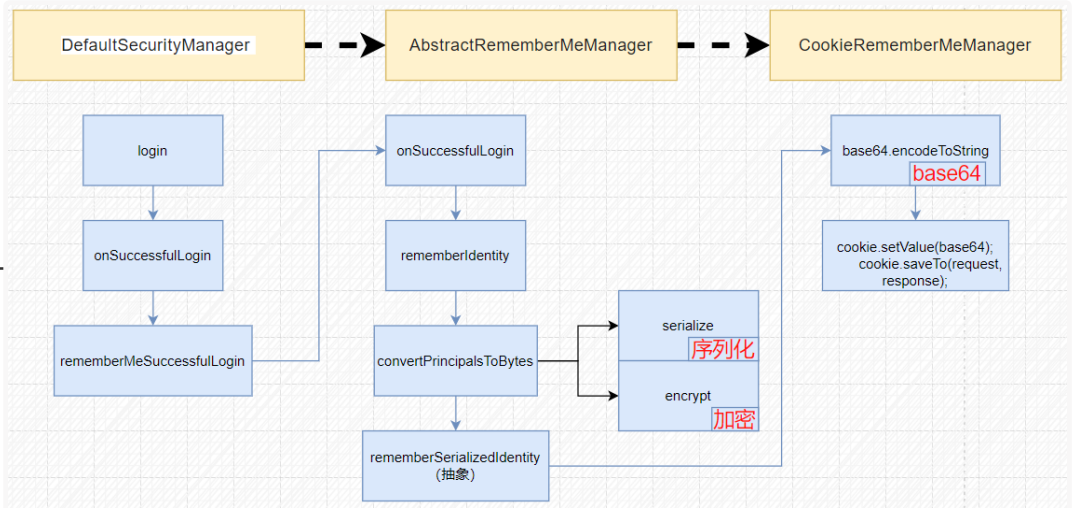 DefaultSecurityManager
AbstractRememberMeManager
CookieRememberMeManager
login
onSuccessfulLogin
rememberMeSuccessfulLogin
onSuccessfulLogin
rememberIdentity
convertPrincipalsToBytes
serialize
序列化
encrypt
加密
rememberSerializedIdentity
（抽象）
base64.encodeToString
base64
cookie.setValue(base64);
cookie.saveTo(request,
response);